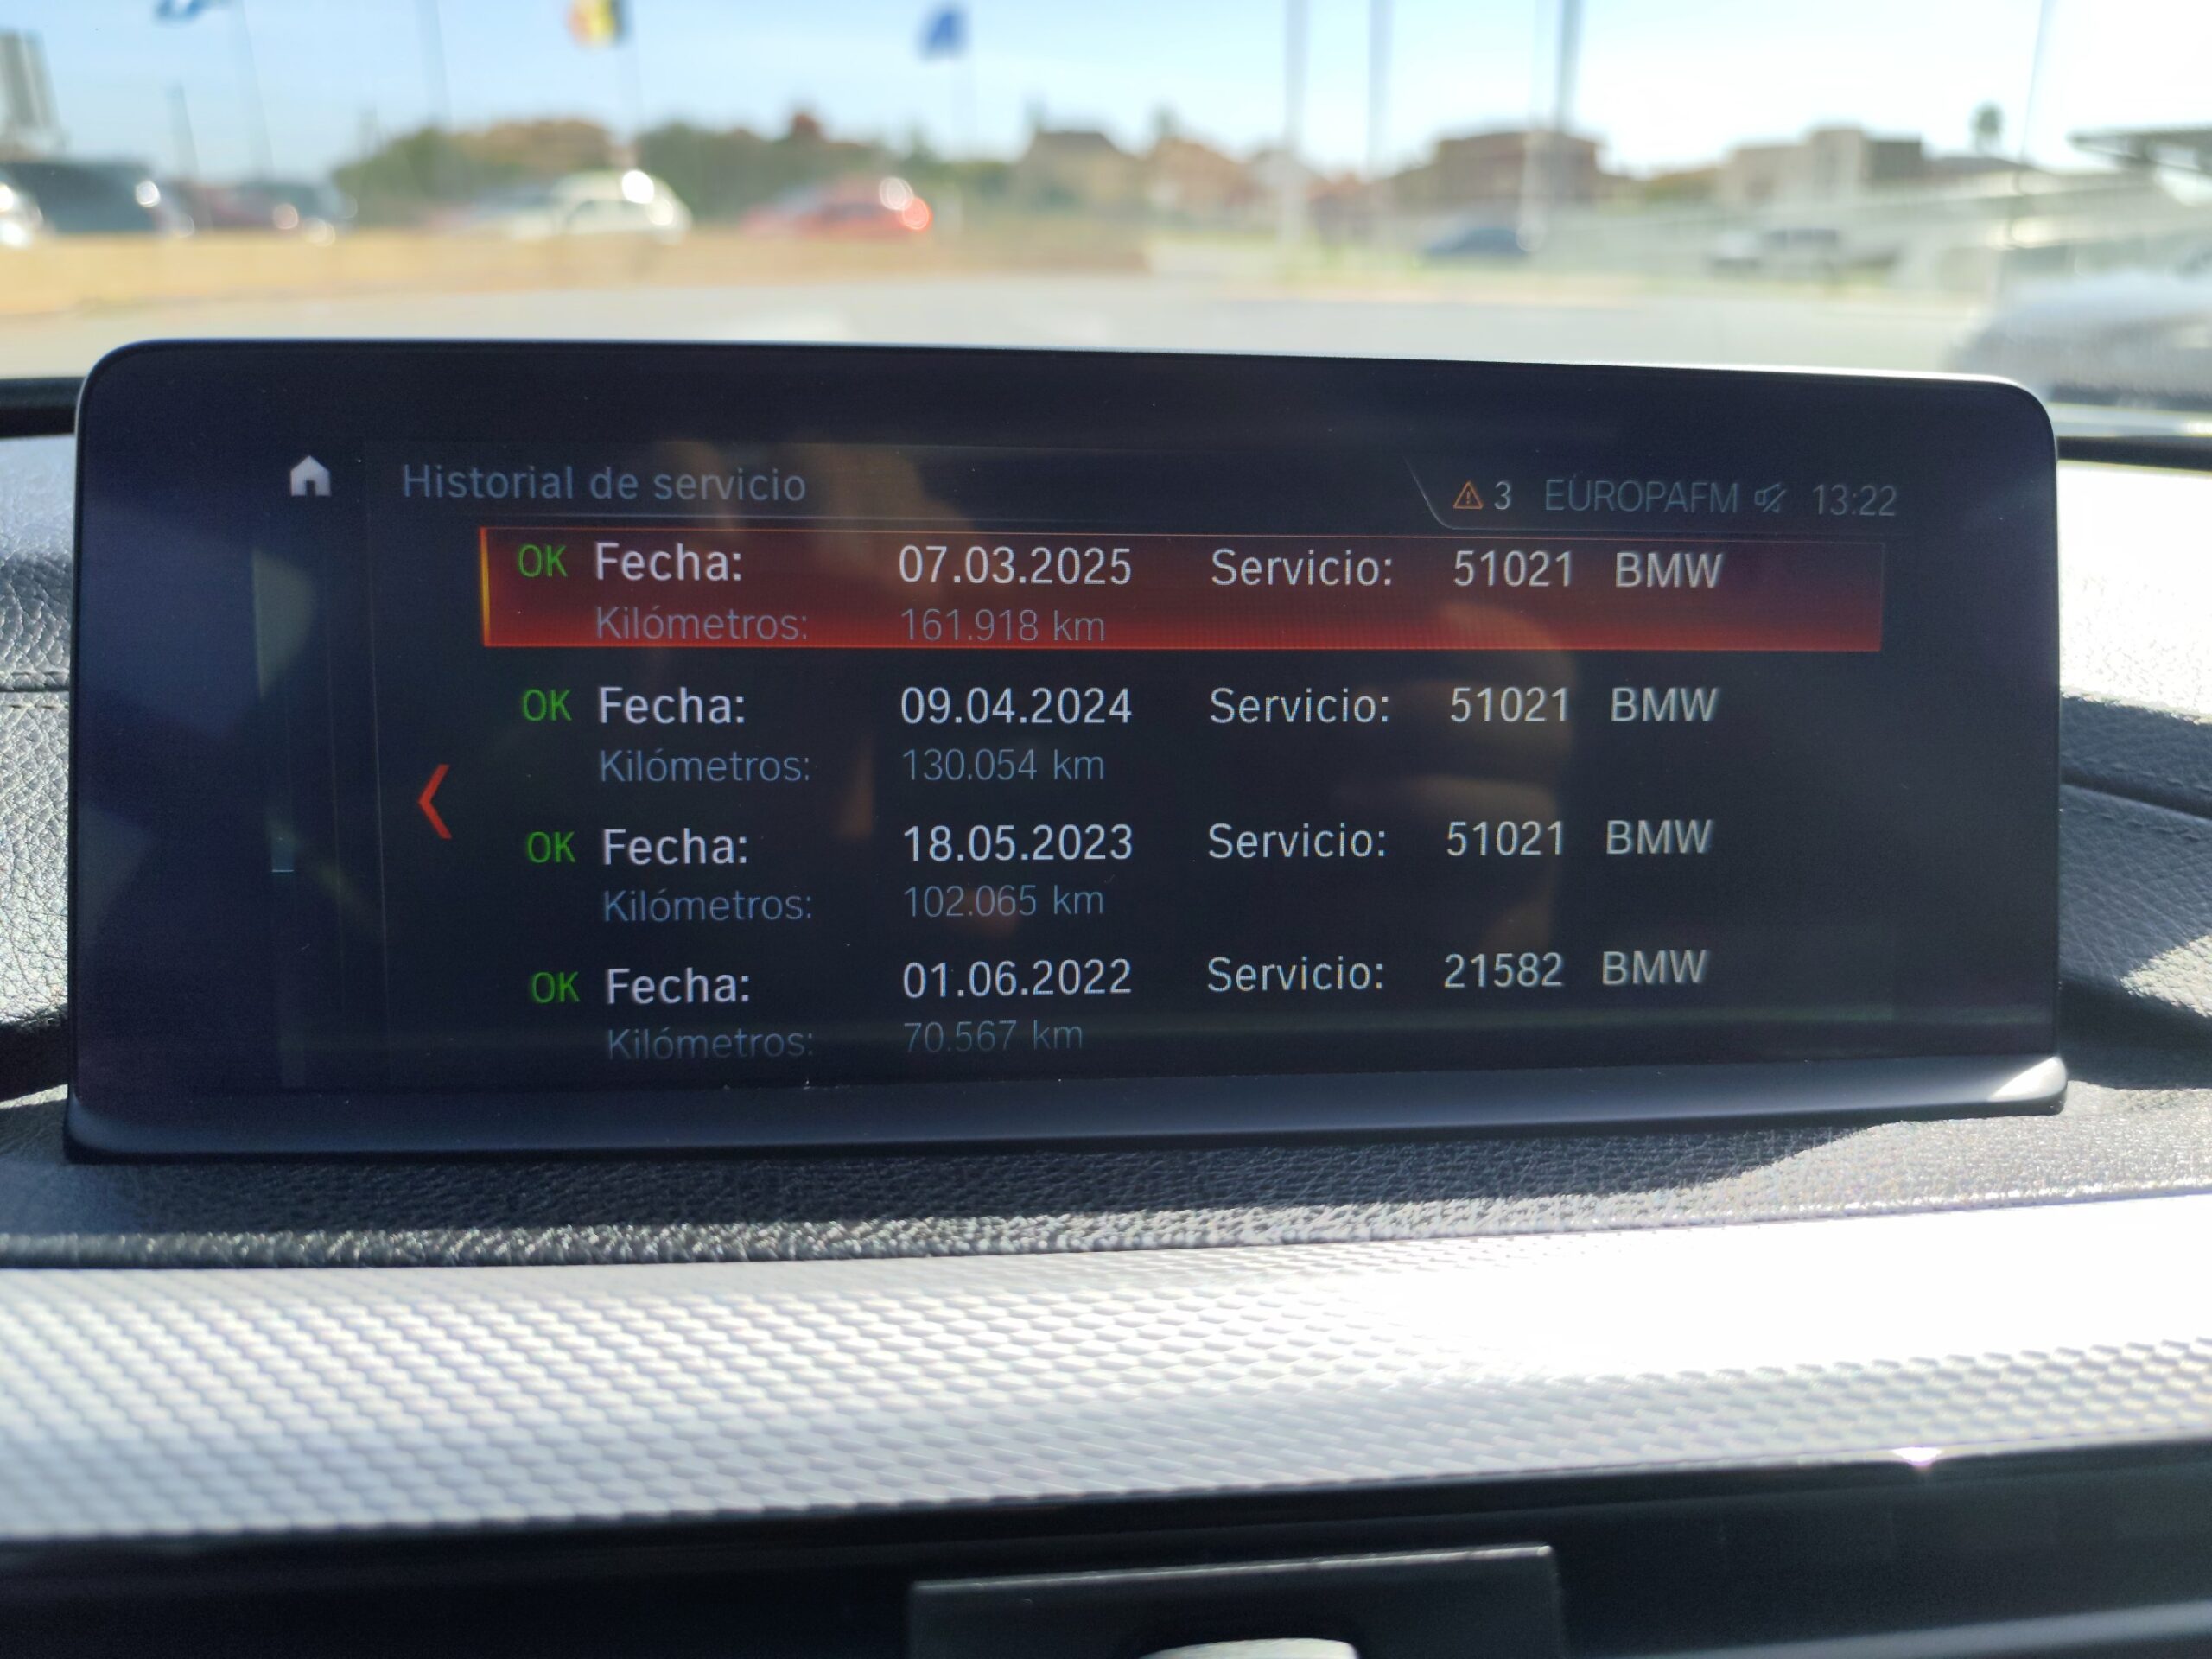 Historial de servicio
3 EUROPAFM 13:22
OK Fecha: 07.03.2025 Servicio: 51021 BMW
Kilómetros: 161.918 km
OK Fecha: 09.04.2024 Servicio: 51021 BMW
Kilómetros: 130.054 km
OK Fecha: 18.05.2023 Servicio: 51021 BMW
Kilómetros: 102.065 km
OK Fecha: 01.06.2022 Servicio: 21582 BMW
Kilómetros: 70.567 km